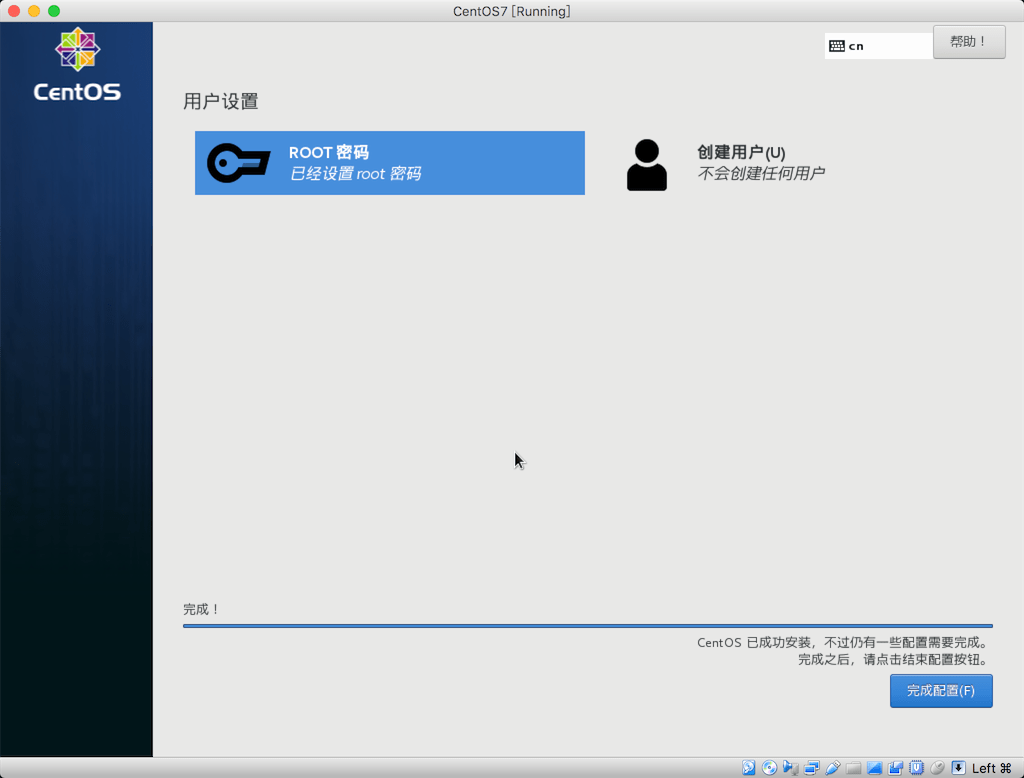 CentOS7 [Running]
CentOS
cn
帮助！
用户设置
ROOT 密码
已经设置 root 密码
创建用户(U)
不会创建任何用户
完成！
CentOS 已成功安装，不过仍有一些配置需要完成。
完成之后，请点击结束配置按钮。
完成配置(F)
Left ⌘